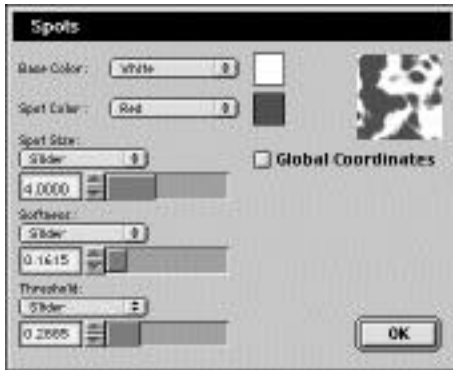 Spots
Base Color: White
Spot Color: Red
Spot Size:
Slider
Global Coordinates
4.0000
Softness:
Slider
0.1615
Threshold:
Slider
0.2885
OK